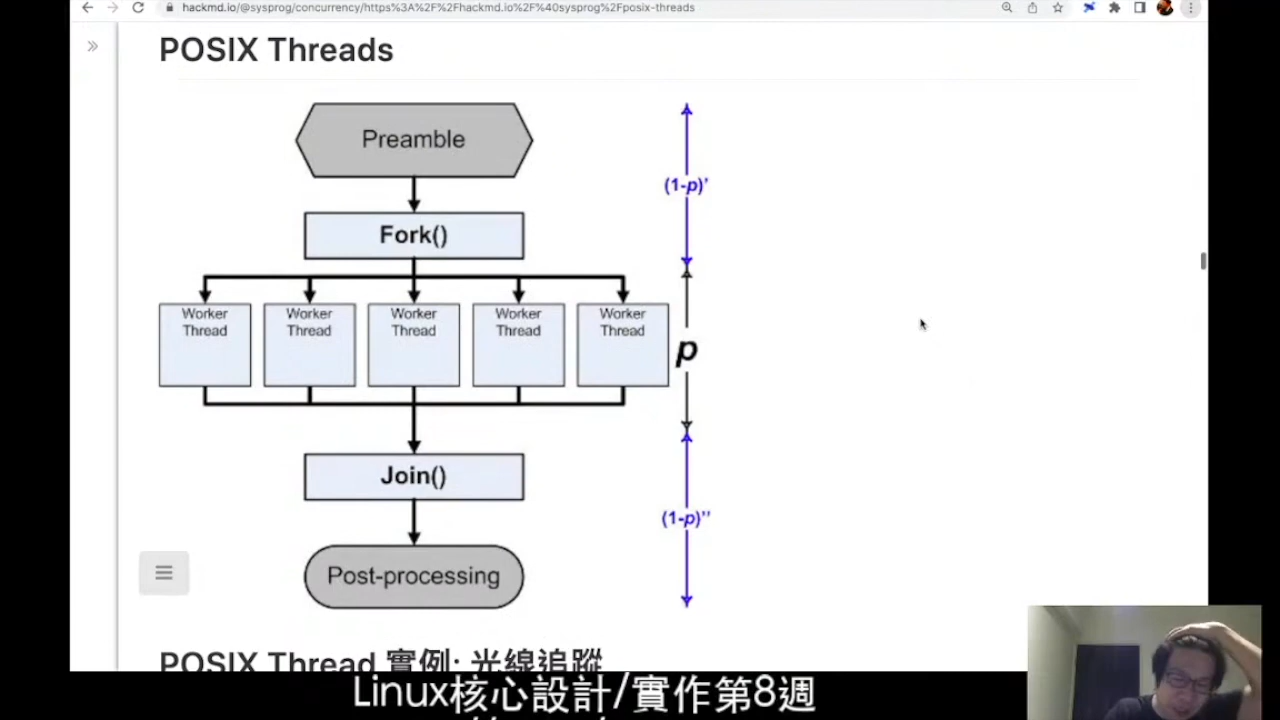 hackmd.io/@sysprog/concurrency/https%3A%2F%2Fhackmd.io%2F%40sysprog%2Fposix-threads
POSIX Threads
Preamble
(1-p)'
Fork()
Worker Thread
Worker Thread
Worker Thread
Worker Thread
Worker Thread
p
Join()
(1-p)''
Post-processing
POSIX Thread 實例: 光線追蹤
Linux核心設計/實作第8週